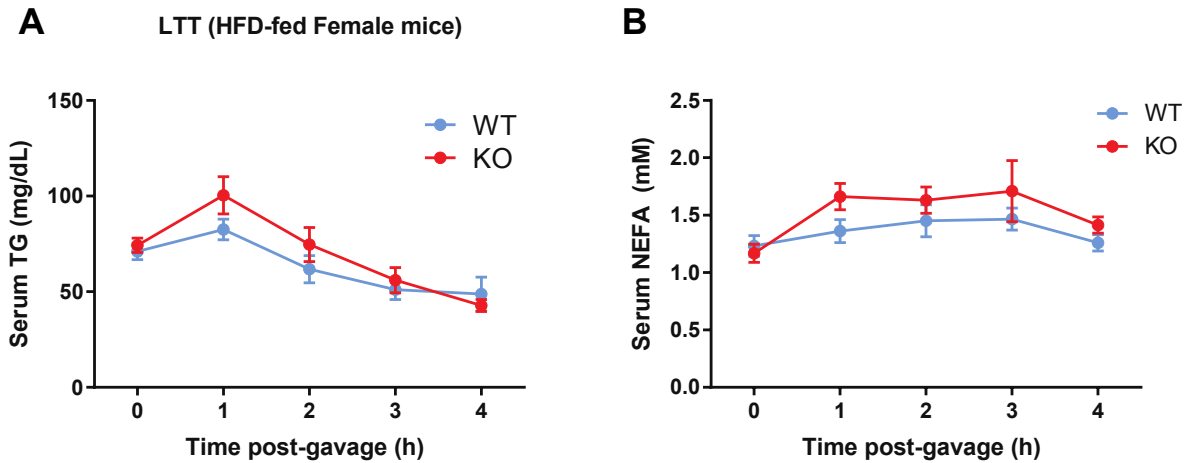 A
LTT (HFD-fed Female mice)
Serum TG (mg/dL)
150
100
50
0
WT
KO
0 1 2 3 4
Time post-gavage (h)
B
Serum NEFA (mM)
2.5
2.0
1.5
1.0
0.5
0.0
WT
KO
0 1 2 3 4
Time post-gavage (h)